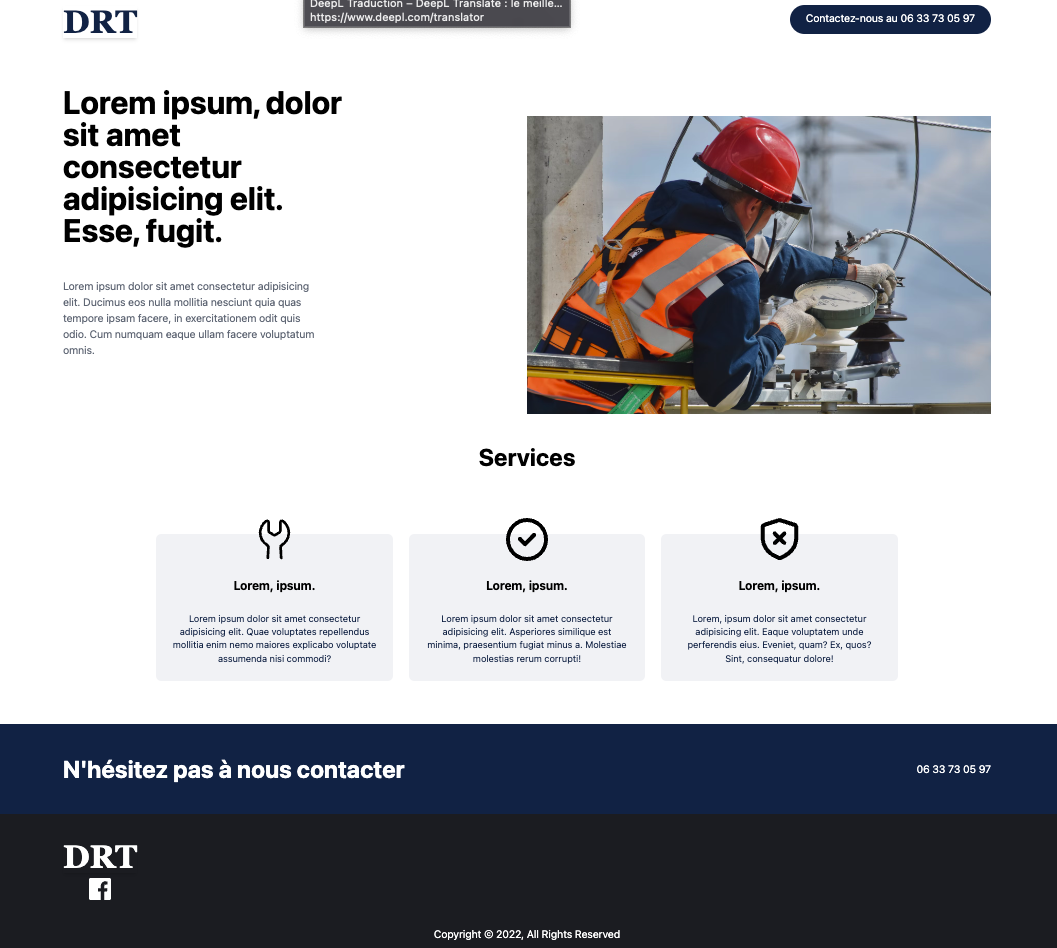 DeepL Traduction – DeepL Translate : le meille...
https://www.deepl.com/translator
DRT
Contactez-nous au 06 33 73 05 97
Lorem ipsum, dolor
sit amet
consectetur
adipisicing elit.
Esse, fugit.
Lorem ipsum dolor sit amet consectetur adipisicing
elit. Ducimus eos nulla mollitia nesciunt quia quas
tempore ipsam facere, in exercitationem odit quis
odio. Cum numquam eaque ullam facere voluptatum
omnis.
Services
Lorem, ipsum.
Lorem ipsum dolor sit amet consectetur
adipisicing elit. Quae voluptates repellendus
mollitia enim nemo maiores explicabo voluptate
assumenda nisi commodi?
Lorem, ipsum.
Lorem ipsum dolor sit amet consectetur
adipisicing elit. Asperiores similique est
minima, praesentium fugiat minus a. Molestiae
molestias rerum corrupti!
Lorem, ipsum.
Lorem, ipsum dolor sit amet consectetur
adipisicing elit. Eaque voluptatem unde
perferendis eius. Eveniet, quam? Ex, quos?
Sint, consequatur dolore!
N'hésitez pas à nous contacter
06 33 73 05 97
DRT
Copyright © 2022, All Rights Reserved